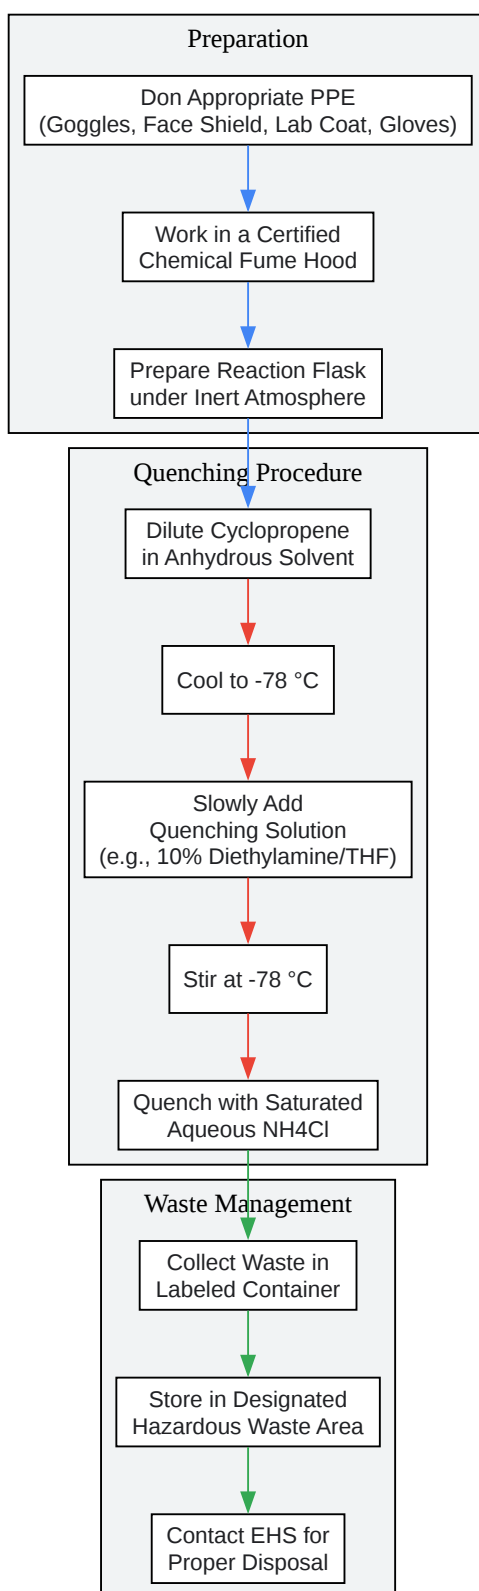 Preparation
Don Appropriate PPE
(Goggles, Face Shield, Lab Coat, Gloves)
Work in a Certified
Chemical Fume Hood
Prepare Reaction Flask
under Inert Atmosphere
Quenching Procedure
Dilute Cyclopropene
in Anhydrous Solvent
Cool to -78 °C
Slowly Add
Quenching Solution
(e.g., 10% Diethylamine/THF)
Stir at -78 °C
Quench with Saturated
Aqueous NH4Cl
Waste Management
Collect Waste in
Labeled Container
Store in Designated
Hazardous Waste Area
Contact EHS for
Proper Disposal